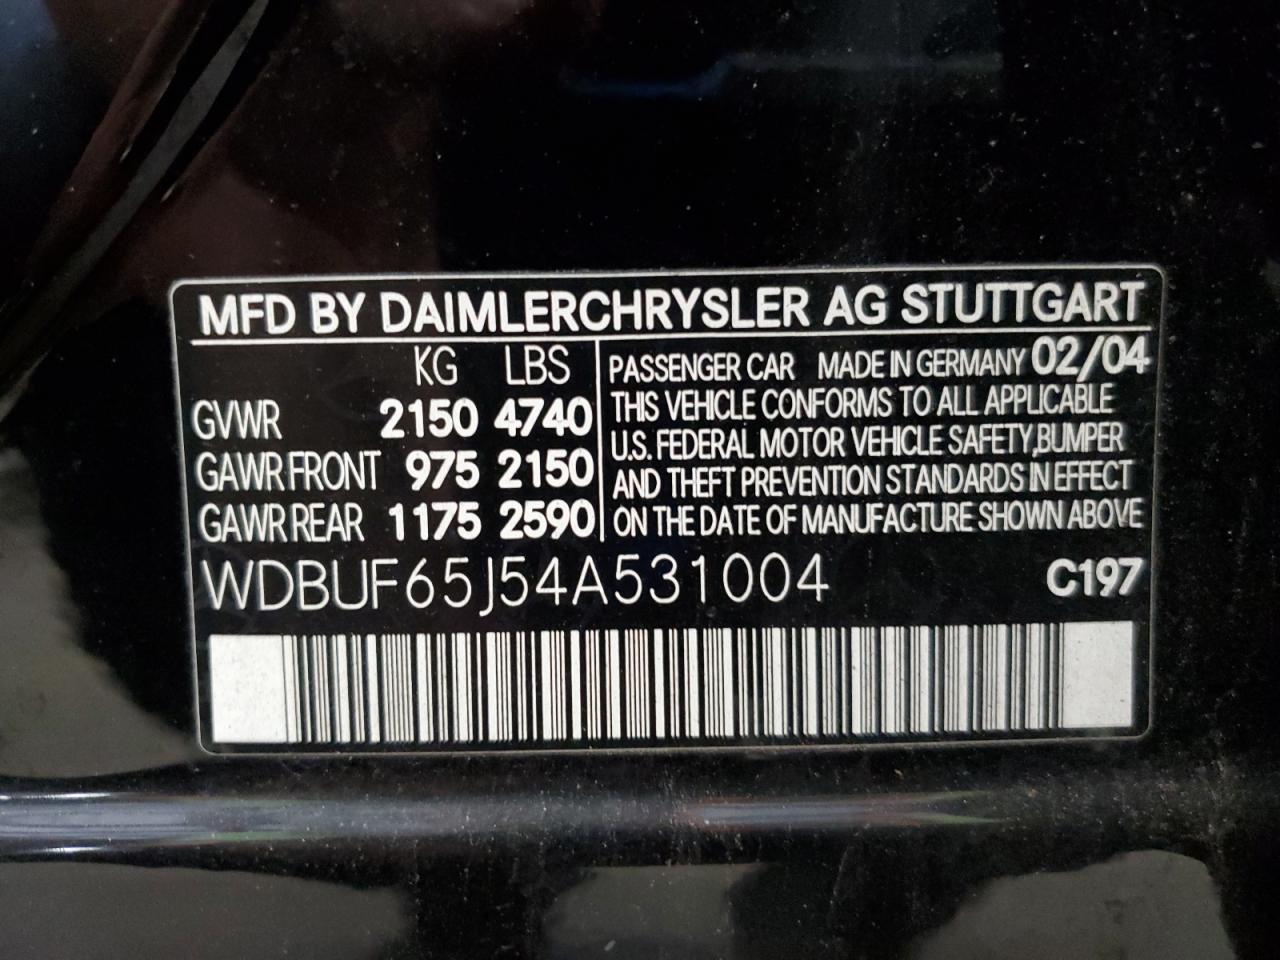 MFD BY DAIMLERCHRYSLER AG STUTTGART
KG LBS
GVWR 2150 4740
GAWR FRONT 975 2150
GAWR REAR 1175 2590
PASSENGER CAR MADE IN GERMANY 02/04
THIS VEHICLE CONFORMS TO ALL APPLICABLE
U.S. FEDERAL MOTOR VEHICLE SAFETY, BUMPER
AND THEFT PREVENTION STANDARDS IN EFFECT
ON THE DATE OF MANUFACTURE SHOWN ABOVE
WDBUF65J54A531004 C197